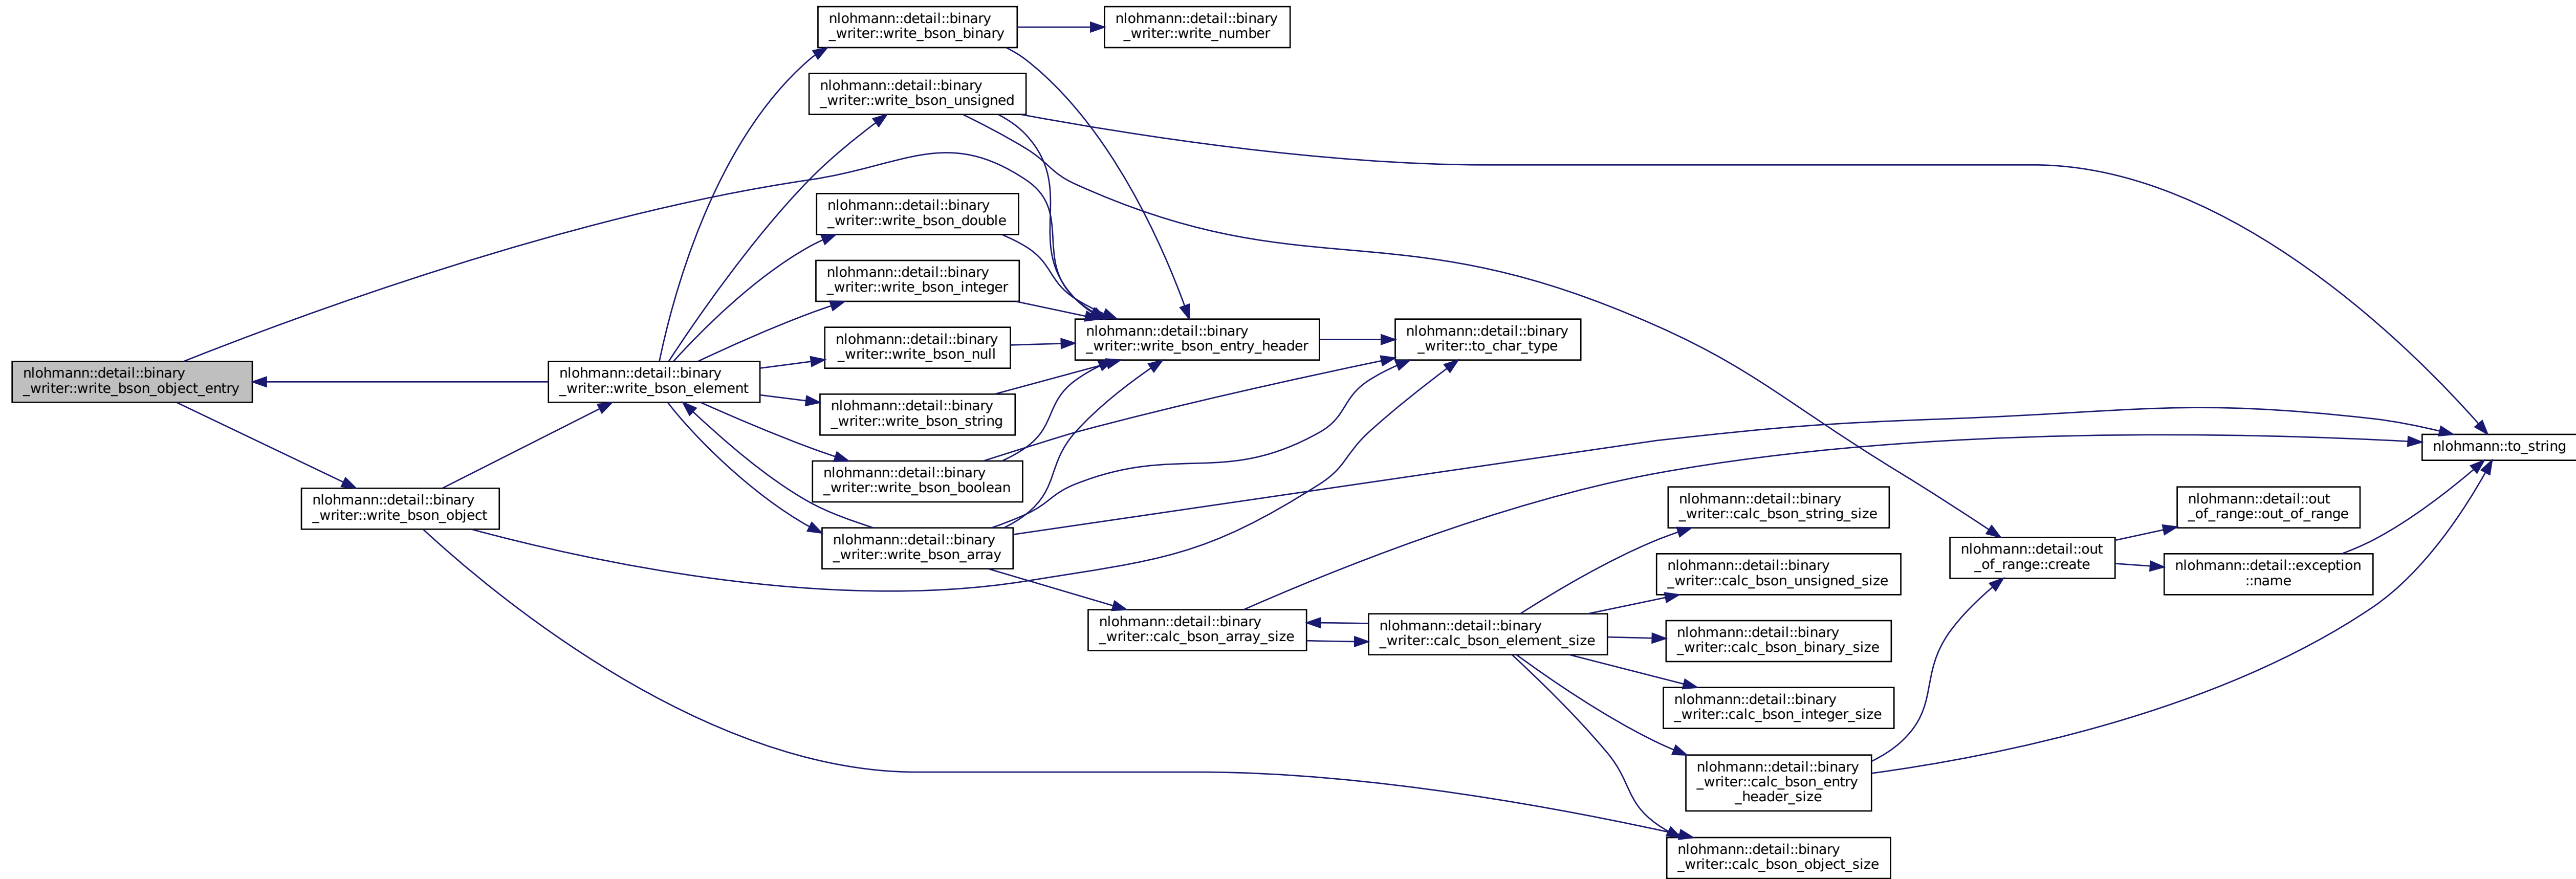 nlohmann::detail::binary
_writer::write_bson_object_entry
nlohmann::detail::binary
_writer::write_bson_object
nlohmann::detail::binary
_writer::write_bson_element
nlohmann::detail::binary
_writer::write_bson_binary
nlohmann::detail::binary
_writer::write_bson_unsigned
nlohmann::detail::binary
_writer::write_bson_double
nlohmann::detail::binary
_writer::write_bson_integer
nlohmann::detail::binary
_writer::write_bson_null
nlohmann::detail::binary
_writer::write_bson_string
nlohmann::detail::binary
_writer::write_bson_boolean
nlohmann::detail::binary
_writer::write_bson_array
nlohmann::detail::binary
_writer::write_number
nlohmann::detail::binary
_writer::write_bson_entry_header
nlohmann::detail::binary
_writer::calc_bson_array_size
nlohmann::detail::binary
_writer::to_char_type
nlohmann::detail::binary
_writer::calc_bson_element_size
nlohmann::detail::binary
_writer::calc_bson_string_size
nlohmann::detail::binary
_writer::calc_bson_unsigned_size
nlohmann::detail::binary
_writer::calc_bson_binary_size
nlohmann::detail::binary
_writer::calc_bson_integer_size
nlohmann::detail::binary
_writer::calc_bson_entry
_header_size
nlohmann::detail::binary
_writer::calc_bson_object_size
nlohmann::detail::out
_of_range::create
nlohmann::detail::out
_of_range::out_of_range
nlohmann::detail::exception
::name
nlohmann::to_string